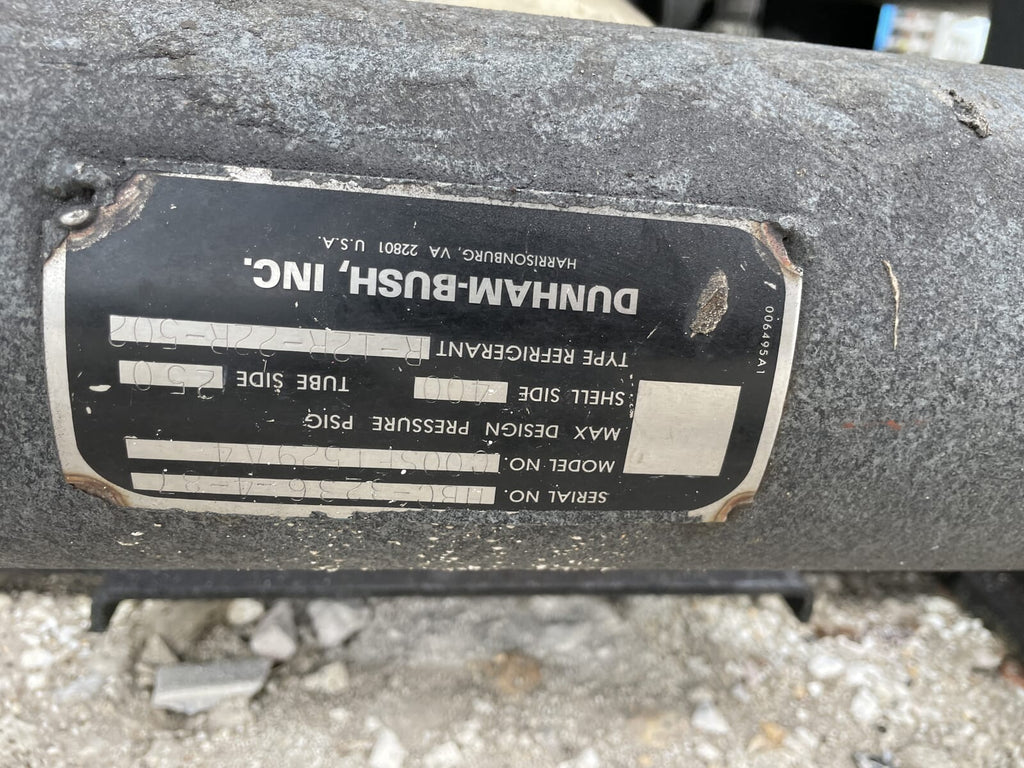 DUNHAM-BUSH, INC.
HARRISONBURG, VA 22801 U.S.A.
TYPE REFRIGERANT R-12R-22R-502
SHELL SIDE 400 TUBE SIDE 250
MAX DESIGN PRESSURE PSIG
MODEL NO.
SERIAL NO.
006495A1